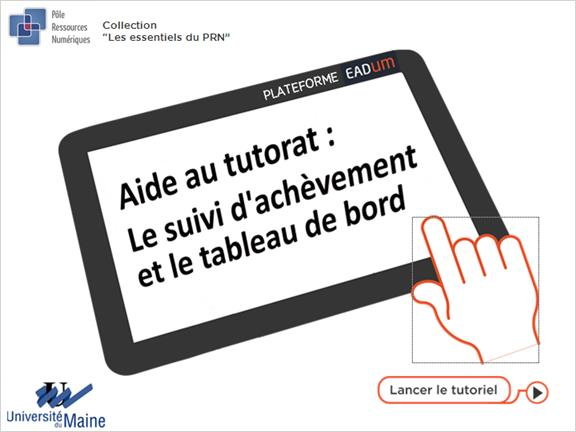 Pôle
Ressources
Numériques
Collection
"Les essentiels du PRN"
PLATEFORME EADum
Aide au tutorat :
Le suivi d'achèvement
et le tableau de bord
Lancer le tutoriel
U
Université
du Maine